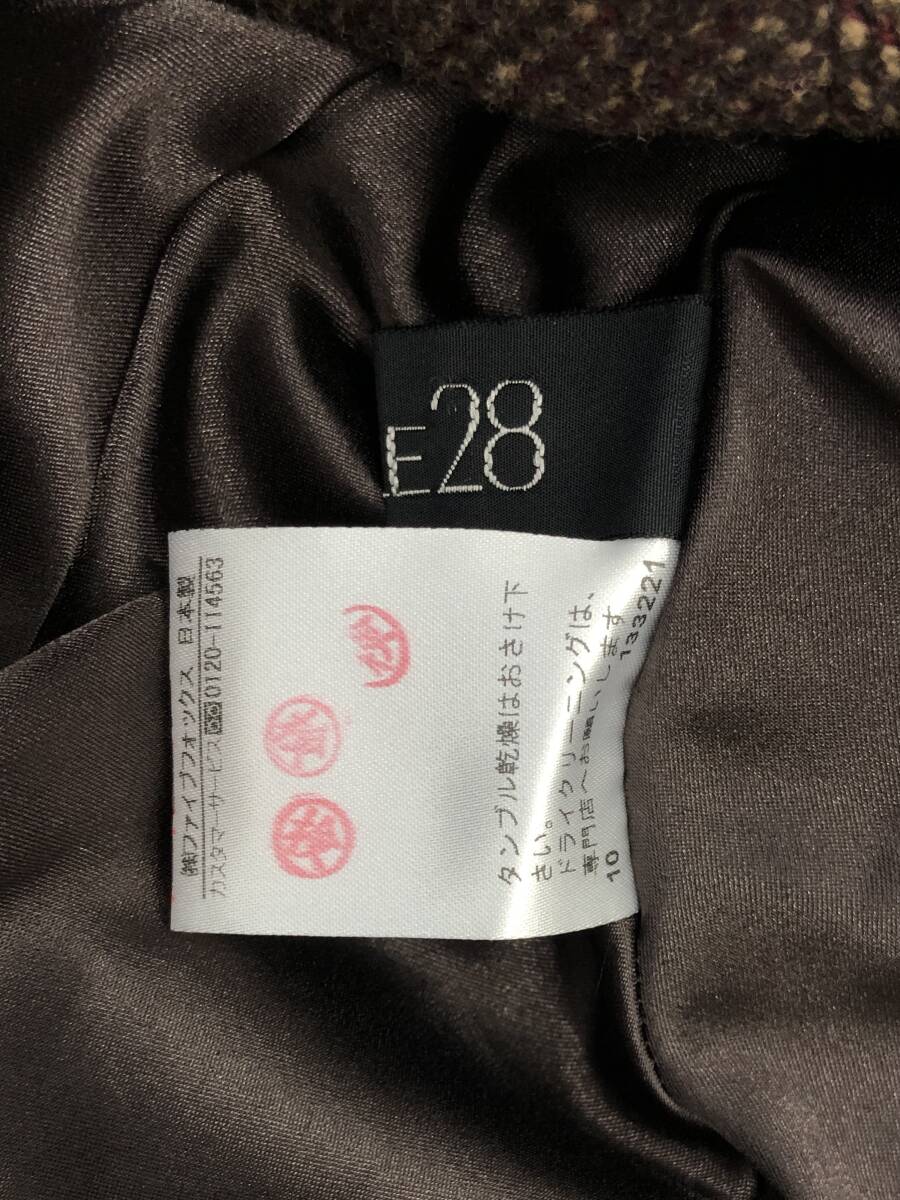 LE28
タンブル乾燥はおさけ下
さい。
ドライクリーニングは、
専門店へお願いします
10 133221
(株)ファイブフォックス 日本製
カスタマーサービス 0120-114563